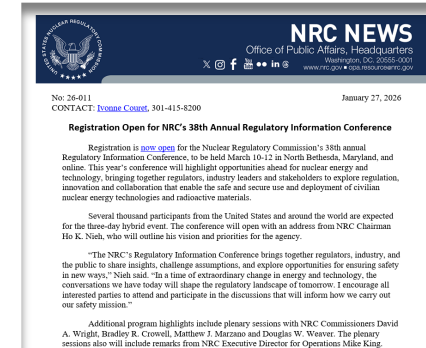 UNITED STATES NUCLEAR REGULATORY COMMISSION
NRC NEWS
Office of Public Affairs, Headquarters
Washington, DC. 20555-0001
www.nrc.gov ● opa.resource@nrc.gov
No: 26-011 January 27, 2026
CONTACT: Ivonne Couret, 301-415-8200
Registration Open for NRC's 38th Annual Regulatory Information Conference
Registration is now open for the Nuclear Regulatory Commission's 38th annual
Regulatory Information Conference, to be held March 10-12 in North Bethesda, Maryland, and
online. This year's conference will highlight opportunities ahead for nuclear energy and
technology, bringing together regulators, industry leaders and stakeholders to explore regulation,
innovation and collaboration that enable the safe and secure use and deployment of civilian
nuclear energy technologies and radioactive materials.
Several thousand participants from the United States and around the world are expected
for the three-day hybrid event. The conference will open with an address from NRC Chairman
Ho K. Nieh, who will outline his vision and priorities for the agency.
“The NRC's Regulatory Information Conference brings together regulators, industry, and
the public to share insights, challenge assumptions, and explore opportunities for ensuring safety
in new ways,” Nieh said. “In a time of extraordinary change in energy and technology, the
conversations we have today will shape the regulatory landscape of tomorrow. I encourage all
interested parties to attend and participate in the discussions that will inform how we carry out
our safety mission.”
Additional program highlights include plenary sessions with NRC Commissioners David
A. Wright, Bradley R. Crowell, Matthew J. Marzano and Douglas W. Weaver. The plenary
sessions also will include remarks from NRC Executive Director for Operations Mike King.